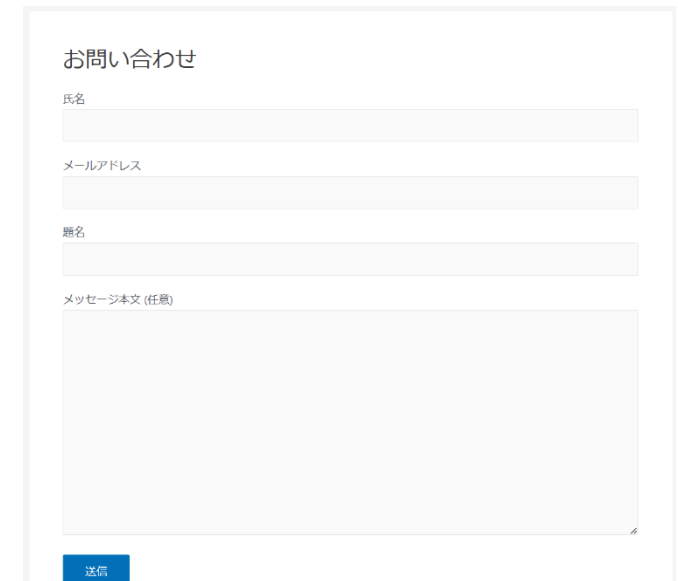 お問い合わせ
氏名
メールアドレス
題名
メッセージ本文 (任意)
送信